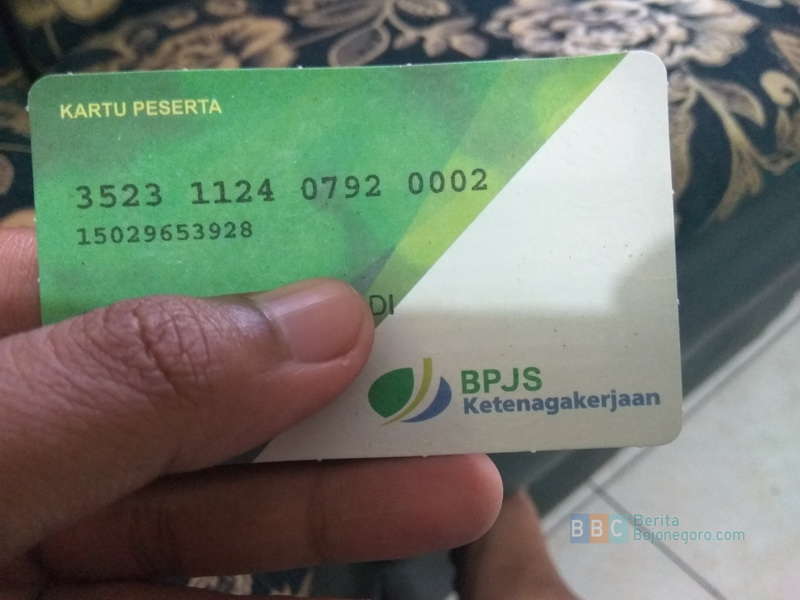 KARTU PESERTA
3523 1124 0792 0002
15029653928
DI
BPJS
Ketenagakerjaan
BBC Berita
Bojonegoro.com